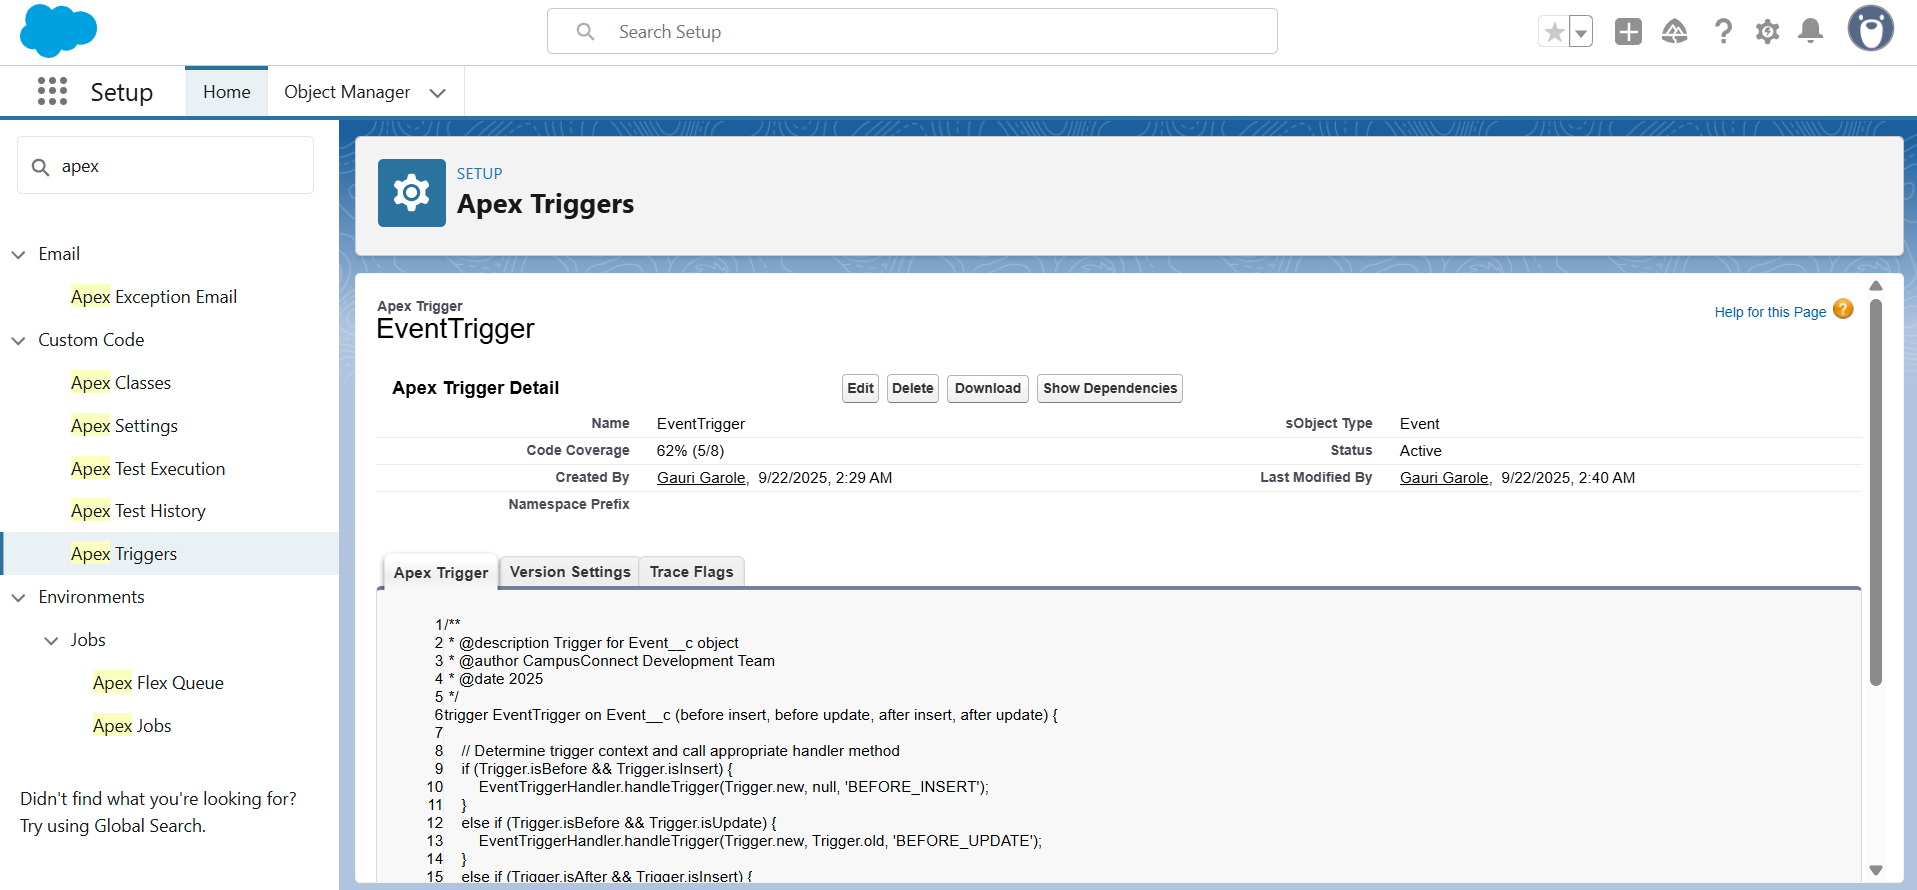 Search Setup
Setup
Home
Object Manager
apex
Email
Apex Exception Email
Custom Code
Apex Classes
Apex Settings
Apex Test Execution
Apex Test History
Apex Triggers
Environments
Jobs
Apex Flex Queue
Apex Jobs
Didn't find what you're looking for?
Try using Global Search.
SETUP
Apex Triggers
Apex Trigger
EventTrigger
Help for this Page
Apex Trigger Detail
Edit Delete Download Show Dependencies
Name EventTrigger sObject Type Event
Code Coverage 62% (5/8) Status Active
Created By Gauri Garole, 9/22/2025, 2:29 AM Last Modified By Gauri Garole, 9/22/2025, 2:40 AM
Namespace Prefix
Apex Trigger Version Settings Trace Flags
1 /**
2 * @description Trigger for Event__c object
3 * @author CampusConnect Development Team
4 * @date 2025
5 */
6 trigger EventTrigger on Event__c (before insert, before update, after insert, after update) {
7
8 // Determine trigger context and call appropriate handler method
9 if (Trigger.isBefore && Trigger.isInsert) {
10 EventTriggerHandler.handleTrigger(Trigger.new, null, 'BEFORE_INSERT');
11 }
12 else if (Trigger.isBefore && Trigger.isUpdate) {
13 EventTriggerHandler.handleTrigger(Trigger.new, Trigger.old, 'BEFORE_UPDATE');
14 }
15 else if (Trigger.isAfter && Trigger.isInsert) {